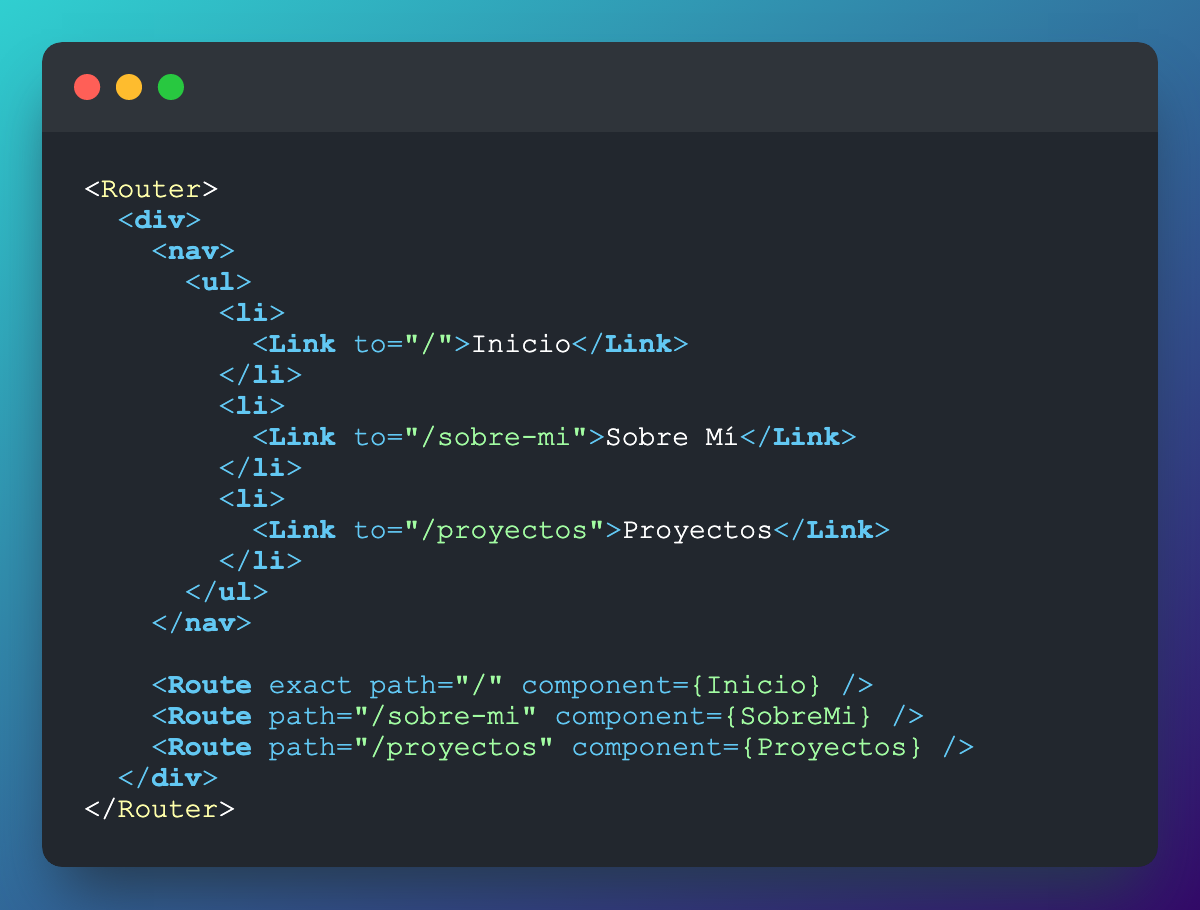 <Router>
  <div>
    <nav>
      <ul>
        <li>
          <Link to="/">Inicio</Link>
        </li>
        <li>
          <Link to="/sobre-mi">Sobre Mí</Link>
        </li>
        <li>
          <Link to="/proyectos">Proyectos</Link>
        </li>
      </ul>
    </nav>

    <Route exact path="/" component={Inicio} />
    <Route path="/sobre-mi" component={SobreMi} />
    <Route path="/proyectos" component={Proyectos} />
  </div>
</Router>